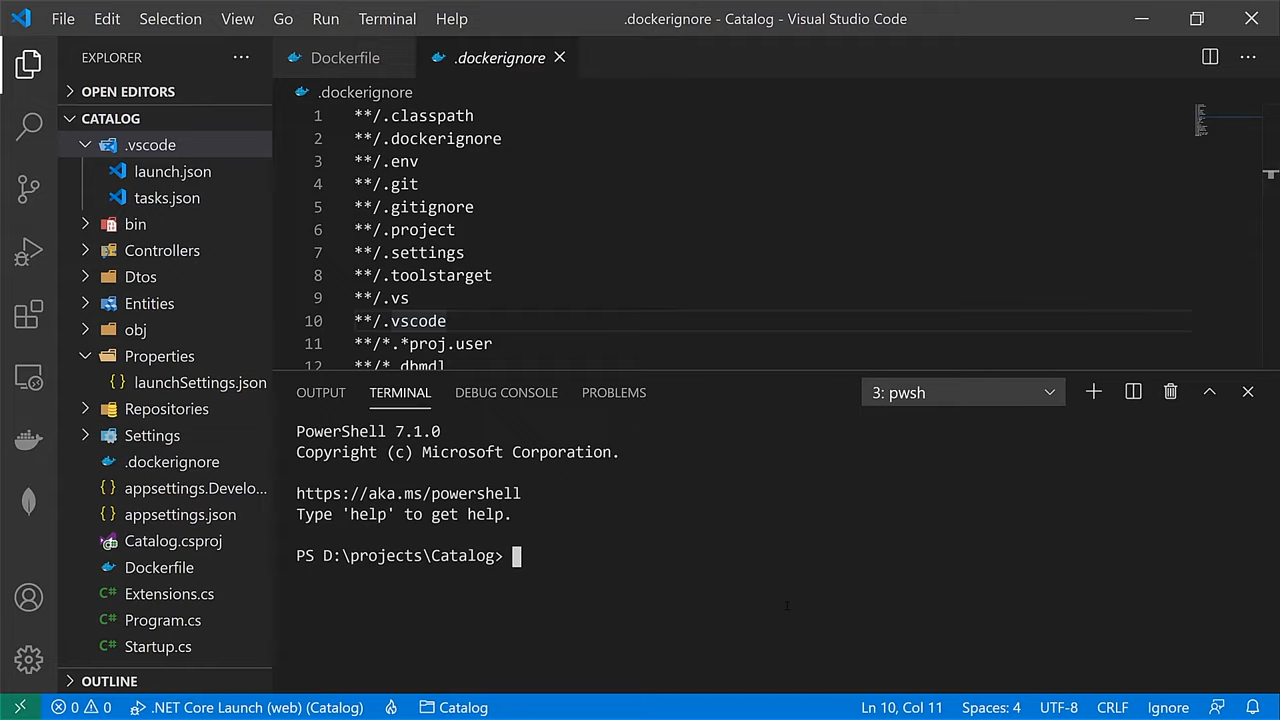 File Edit Selection View Go Run Terminal Help .dockerignore - Catalog - Visual Studio Code
EXPLORER
OPEN EDITORS
CATALOG
.vscode
launch.json
tasks.json
bin
Controllers
Dtos
Entities
obj
Properties
{} launchSettings.json
Repositories
Settings
.dockerignore
{} appsettings.Develo...
{} appsettings.json
Catalog.csproj
Dockerfile
C# Extensions.cs
C# Program.cs
C# Startup.cs
OUTLINE
Dockerfile .dockerignore
.dockerignore
1 **/.classpath
2 **/.dockerignore
3 **/.env
4 **/.git
5 **/.gitignore
6 **/.project
7 **/.settings
8 **/.toolstarget
9 **/.vs
10 **/.vscode
11 **/*.*proj.user
12 **/*.dbmdl
OUTPUT TERMINAL DEBUG CONSOLE PROBLEMS 3: pwsh
PowerShell 7.1.0
Copyright (c) Microsoft Corporation.
https://aka.ms/powershell
Type 'help' to get help.
PS D:\projects\Catalog>
0 0 .NET Core Launch (web) (Catalog) Catalog Ln 10, Col 11 Spaces: 4 UTF-8 CRLF Ignore